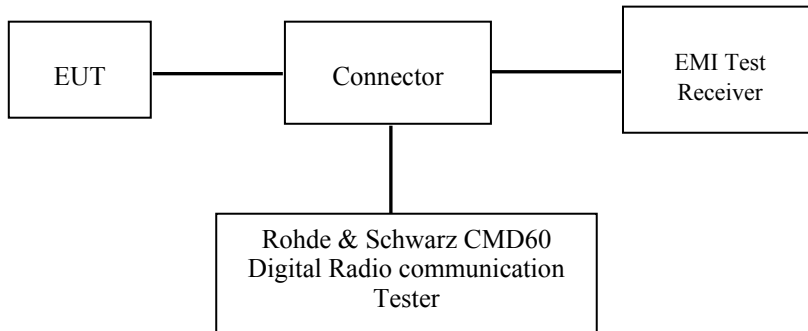 EUT
Connector
EMI Test
Receiver
Rohde & Schwarz CMD60
Digital Radio communication
Tester